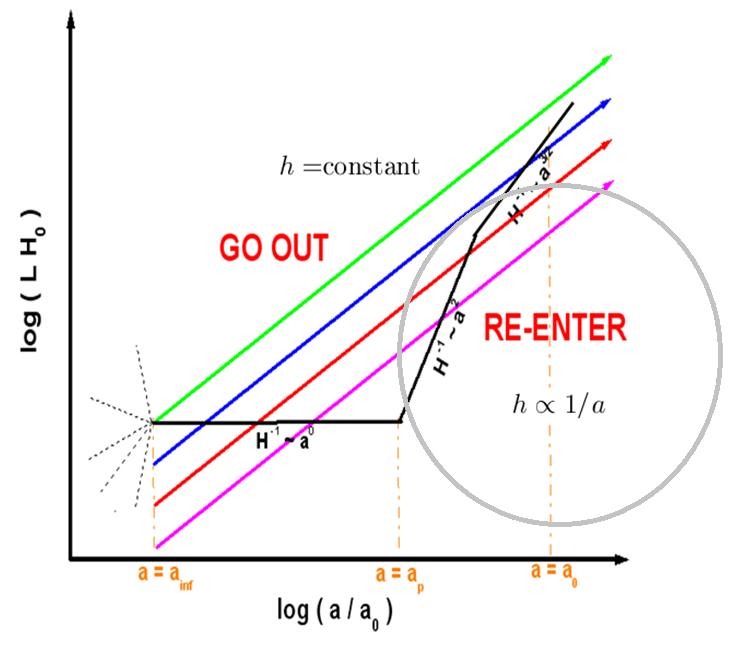 h =constant
GO OUT
H⁻¹ ~ a³/²
log ( L H₀ )
RE-ENTER
H⁻¹ ~ a²
h ∝ 1/a
H⁻¹ ~ a⁰
a = a_inf
a = a_p
a = a₀
log ( a / a₀ )